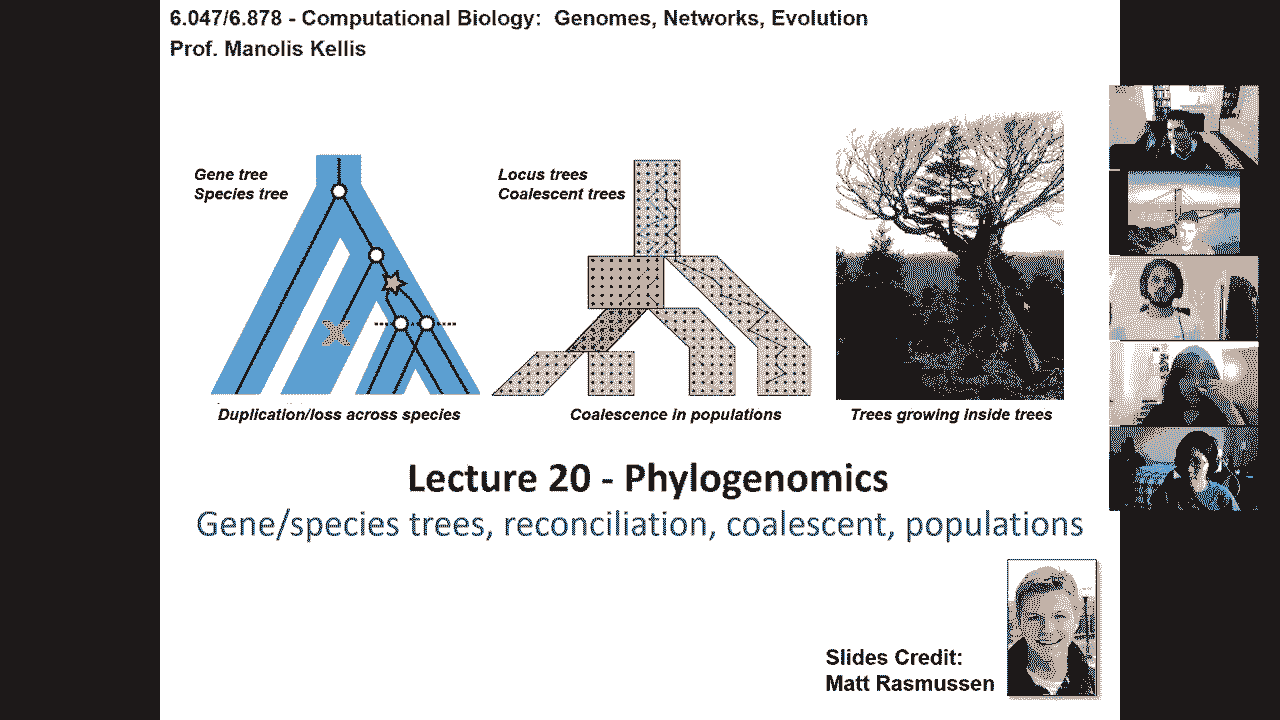 6.047/6.878 - Computational Biology: Genomes, Networks, Evolution
Prof. Manolis Kellis
Gene tree
Species tree
Locus trees
Coalescent trees
Duplication/loss across species
Coalescence in populations
Trees growing inside trees
Lecture 20 - Phylogenomics
Gene/species trees, reconciliation, coalescent, populations
Slides Credit:
Matt Rasmussen